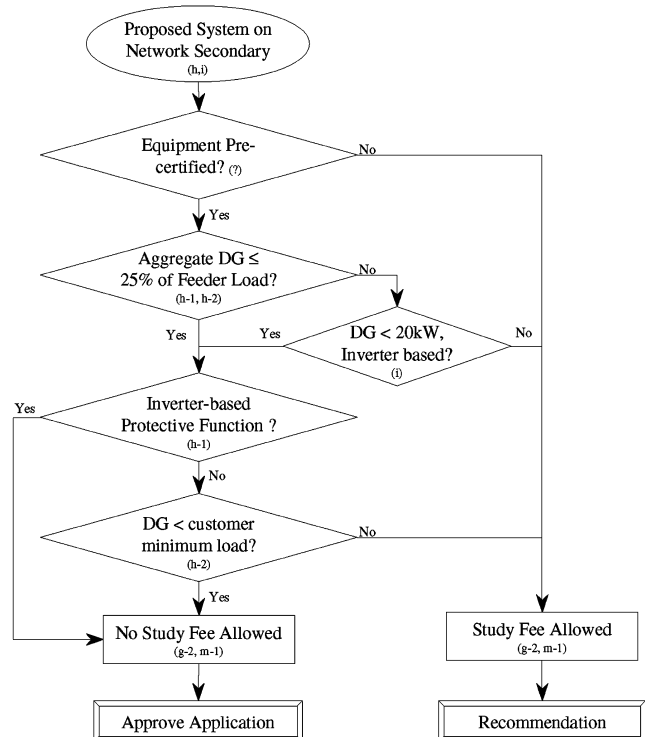 Proposed System on
Network Secondary
(h,i)
Equipment Pre-
certified? (?)
No
Yes
Aggregate DG ≤
25% of Feeder Load?
(h-1, h-2)
No
Yes
Yes
DG < 20kW,
Inverter based?
(i)
No
Yes
Inverter-based
Protective Function ?
(h-1)
No
DG < customer
minimum load?
(h-2)
No
Yes
No Study Fee Allowed
(g-2, m-1)
Study Fee Allowed
(g-2, m-1)
Approve Application
Recommendation